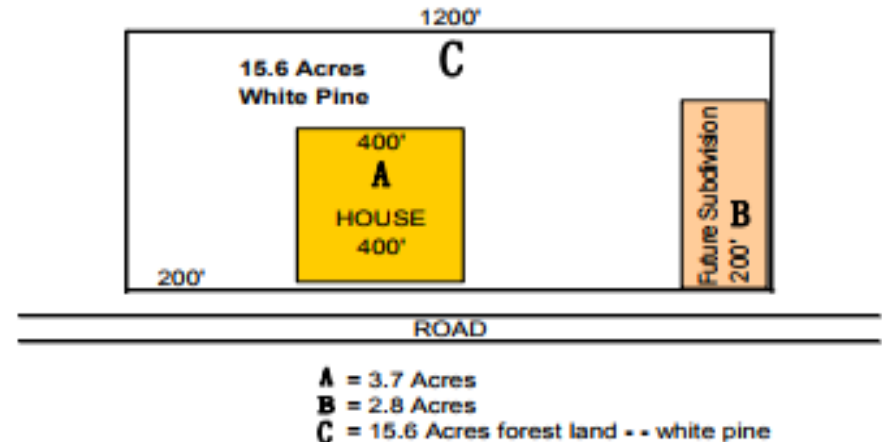 1200'
15.6 Acres
White Pine
C
400'
A
HOUSE
400'
Future Subdivision
B
200'
200'
ROAD
A = 3.7 Acres
B = 2.8 Acres
C = 15.6 Acres forest land - - white pine